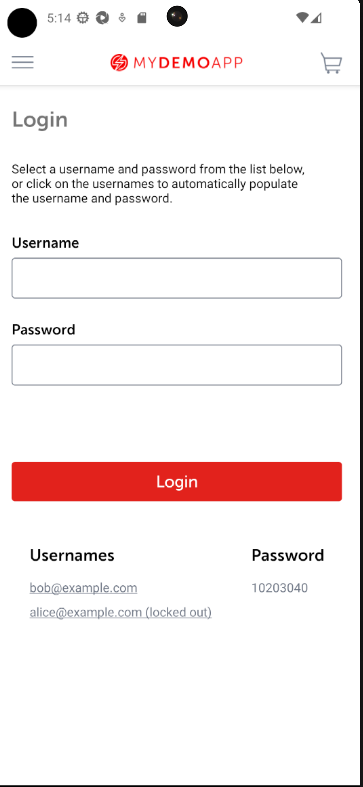 5:14
MYDEMOAPP
Login
Select a username and password from the list below,
or click on the usernames to automatically populate
the username and password.
Username
Password
Login
Usernames Password
bob@example.com 10203040
alice@example.com (locked out)